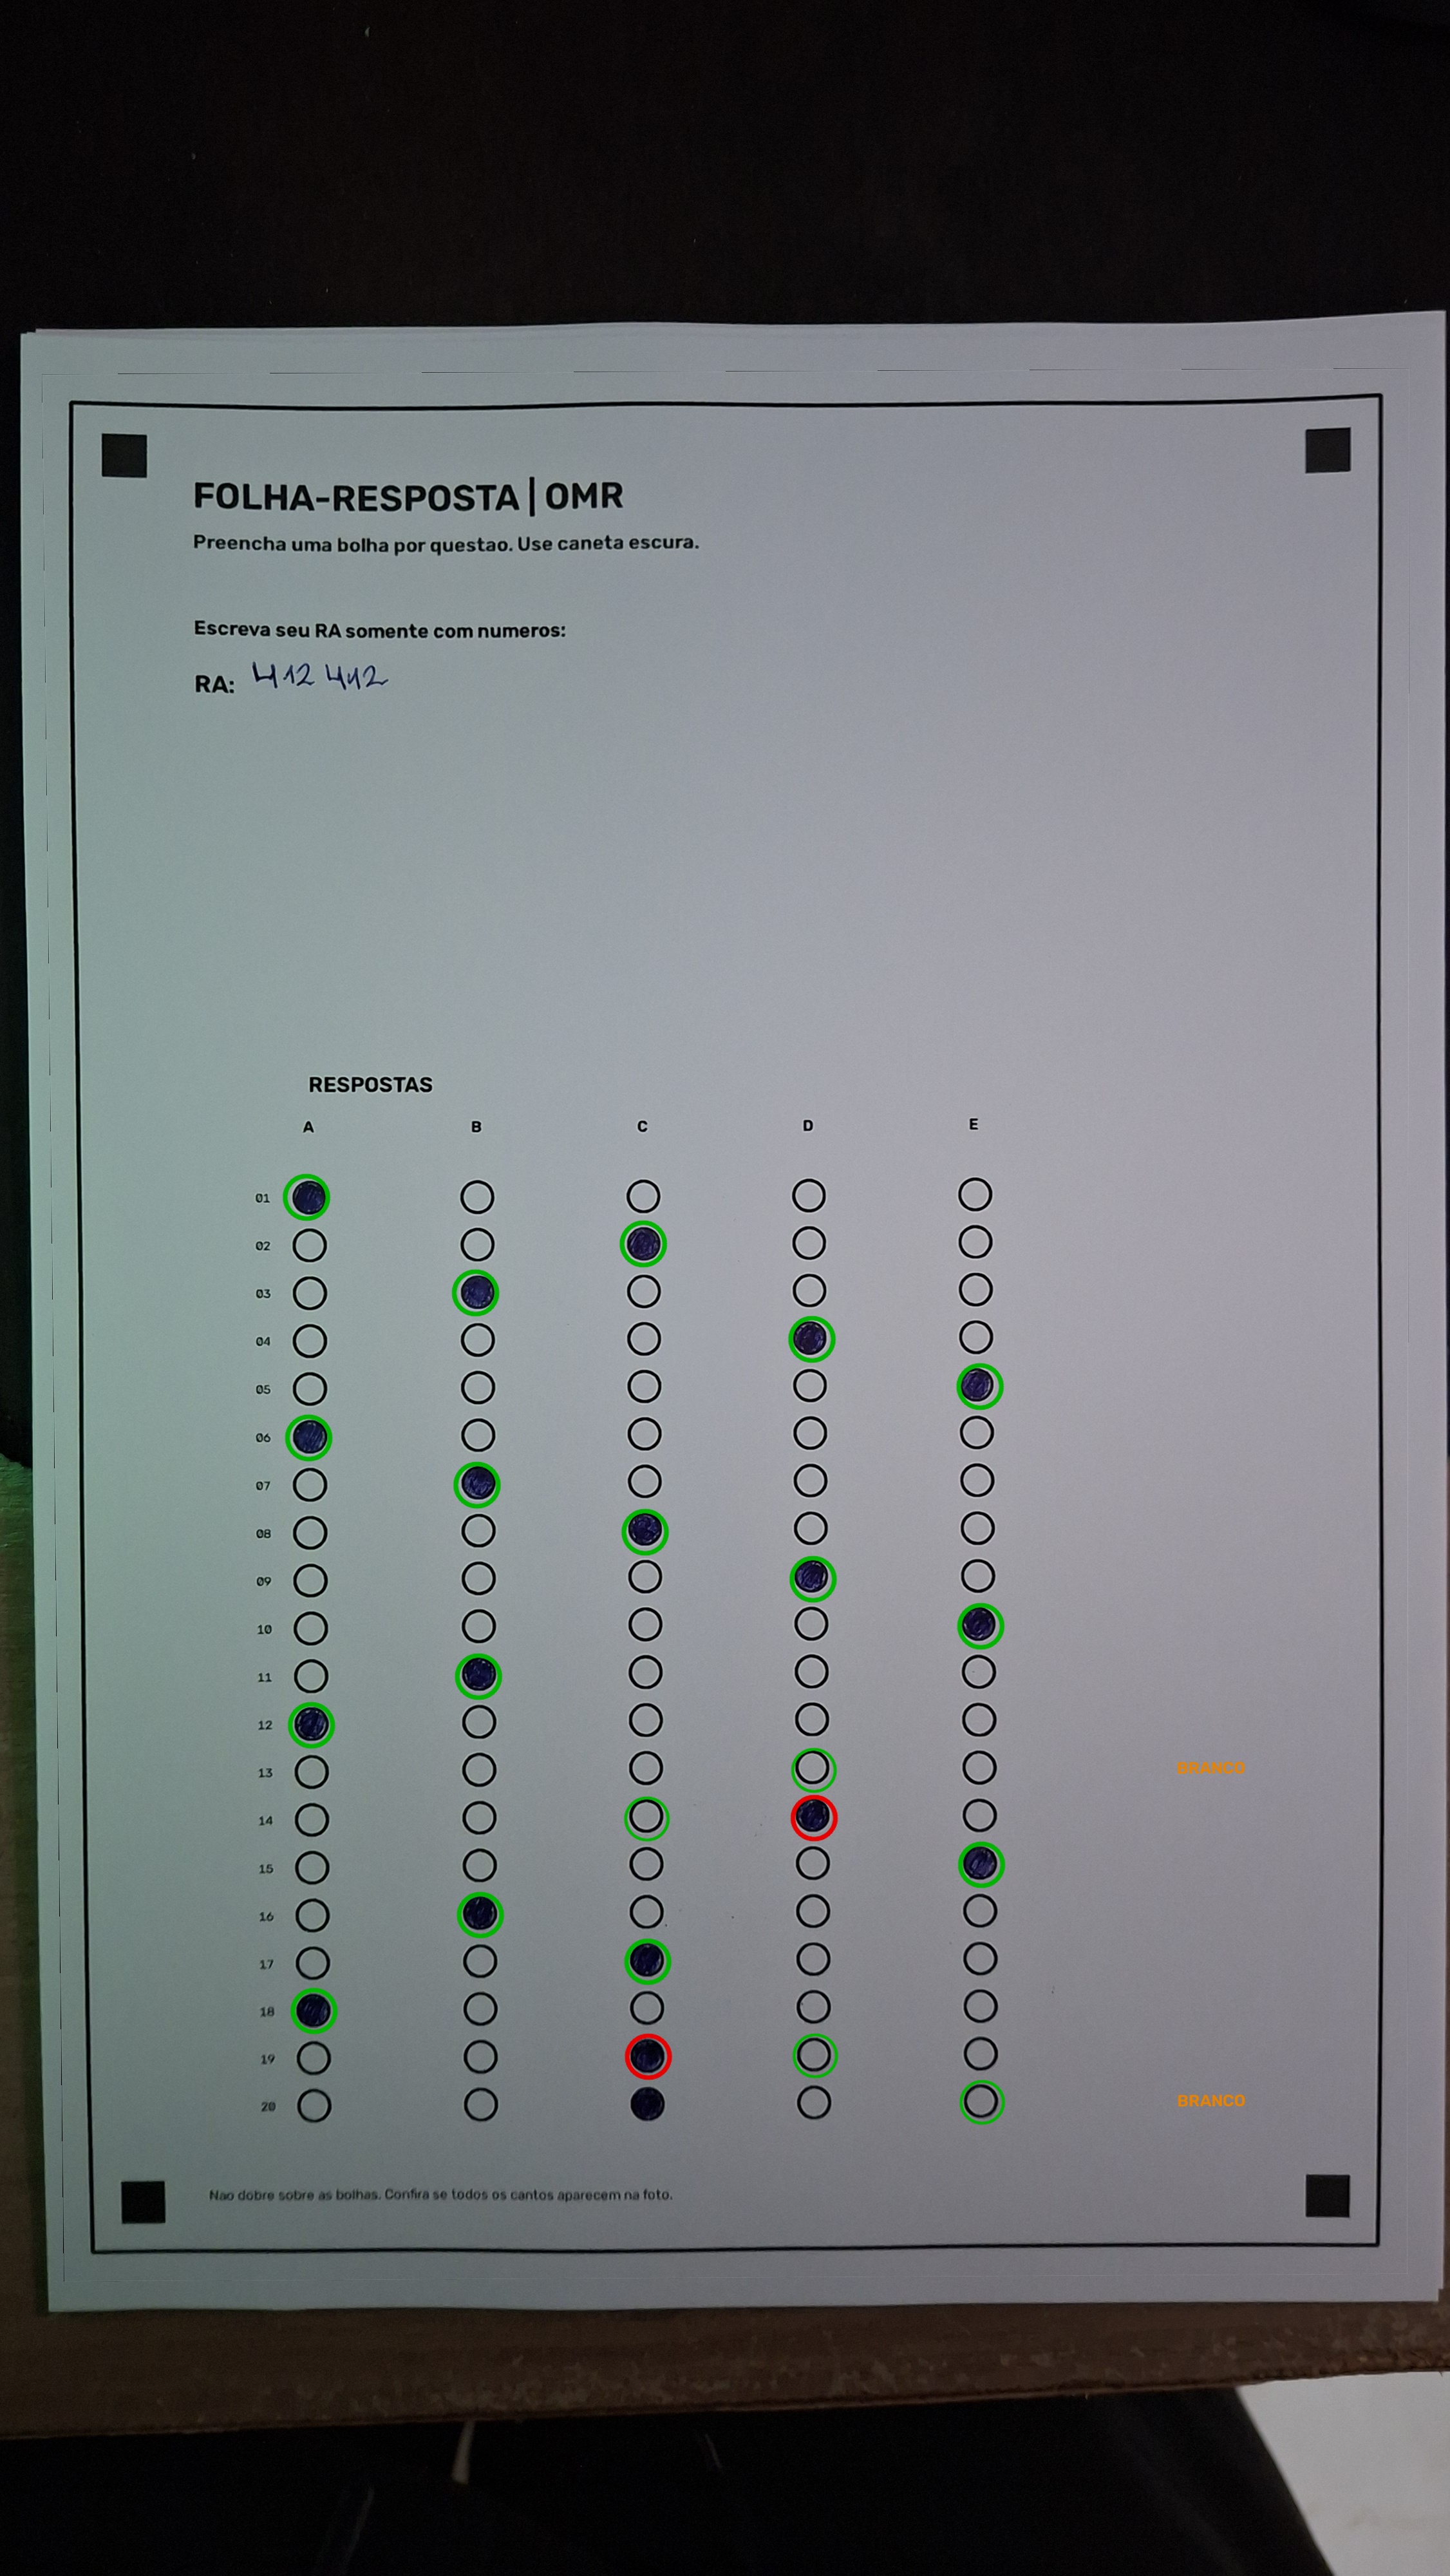 FOLHA-RESPOSTA | OMR
Preencha uma bolha por questao. Use caneta escura.
Escreva seu RA somente com numeros:
RA: 412 412
RESPOSTAS
A B C D E
01
02
03
04
05
06
07
08
09
10
11
12
13 BRANCO
14
15
16
17
18
19
20 BRANCO
Nao dobre sobre as bolhas. Confira se todos os cantos aparecem na foto.